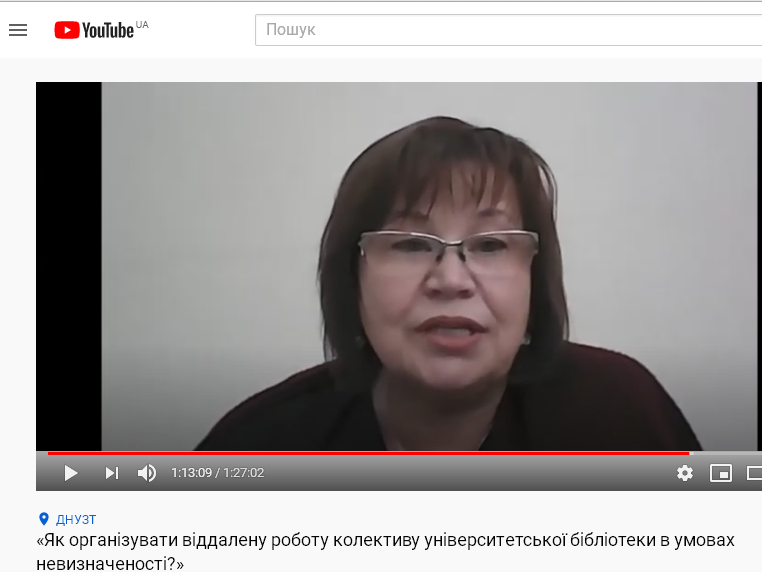 YouTube UA
Пошук
1:13:09 / 1:27:02
ДНУЗТ
«Як організувати віддалену роботу колективу університетської бібліотеки в умовах
невизначеності?»